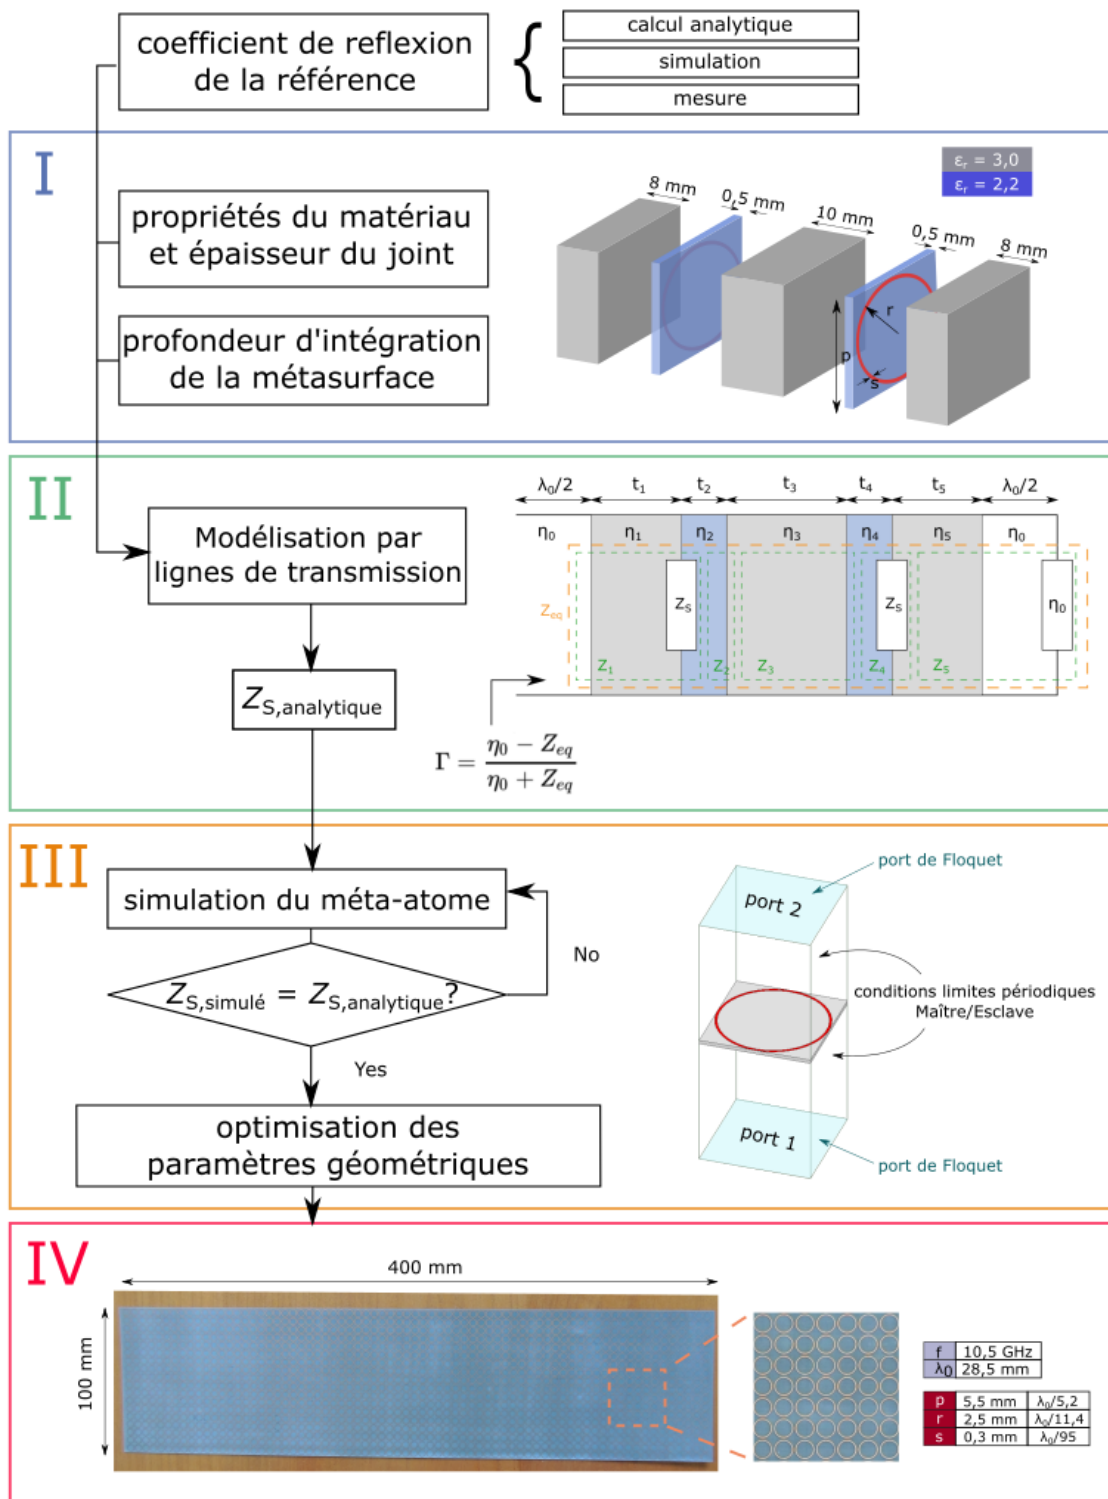 coefficient de reflexion
de la référence
calcul analytique
simulation
mesure
I
propriétés du matériau
et épaisseur du joint
profondeur d'intégration
de la métasurface
εr = 3,0
εr = 2,2
8 mm
0,5 mm
10 mm
0,5 mm
8 mm
r
p
s
II
Modélisation par
lignes de transmission
ZS,analytique
λ0/2 t1 t2 t3 t4 t5 λ0/2
η0 η1 η2 η3 η4 η5 η0
Zeq
ZS ZS η0
Z1 Z2 Z3 Z4 Z5
Γ = (η0 − Zeq)/(η0 + Zeq)
III
simulation du méta-atome
No
ZS,simulé = ZS,analytique?
Yes
optimisation des
paramètres géométriques
port de Floquet
port 2
conditions limites périodiques
Maître/Esclave
port 1
port de Floquet
IV
400 mm
100 mm
f 10,5 GHz
λ0 28,5 mm
p 5,5 mm λ0/5,2
r 2,5 mm λ0/11,4
s 0,3 mm λ0/95